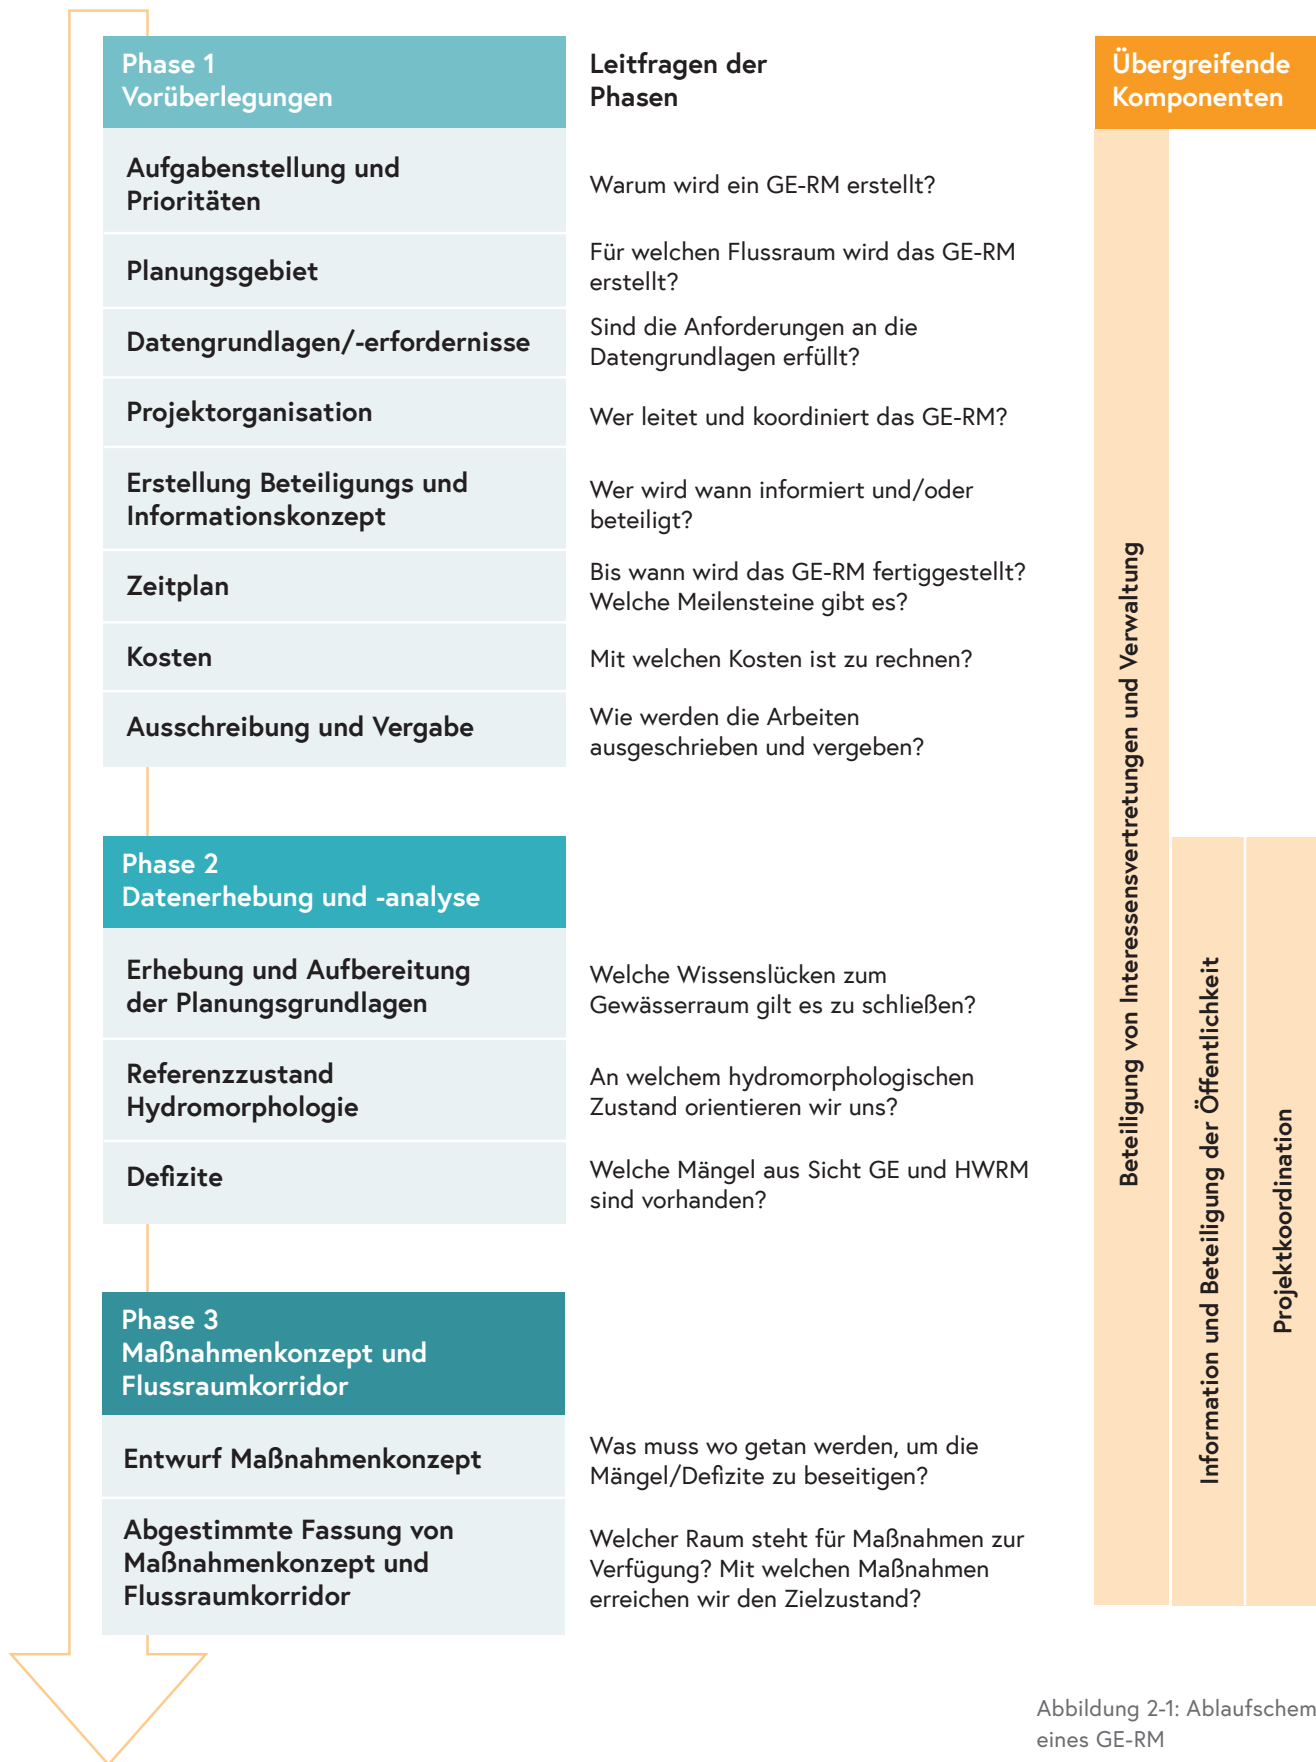 Phase 1
Vorüberlegungen
Leitfragen der
Phasen
Übergreifende
Komponenten
Aufgabenstellung und
Prioritäten
Warum wird ein GE-RM erstellt?
Planungsgebiet
Für welchen Flussraum wird das GE-RM
erstellt?
Datengrundlagen/-erfordernisse
Sind die Anforderungen an die
Datengrundlagen erfüllt?
Projektorganisation
Wer leitet und koordiniert das GE-RM?
Erstellung Beteiligungs und
Informationskonzept
Wer wird wann informiert und/oder
beteiligt?
Zeitplan
Bis wann wird das GE-RM fertiggestellt?
Welche Meilensteine gibt es?
Kosten
Mit welchen Kosten ist zu rechnen?
Ausschreibung und Vergabe
Wie werden die Arbeiten
ausgeschrieben und vergeben?
Phase 2
Datenerhebung und -analyse
Erhebung und Aufbereitung
der Planungsgrundlagen
Welche Wissenslücken zum
Gewässerraum gilt es zu schließen?
Referenzzustand
Hydromorphologie
An welchem hydromorphologischen
Zustand orientieren wir uns?
Defizite
Welche Mängel aus Sicht GE und HWRM
sind vorhanden?
Phase 3
Maßnahmenkonzept und
Flussraumkorridor
Entwurf Maßnahmenkonzept
Was muss wo getan werden, um die
Mängel/Defizite zu beseitigen?
Abgestimmte Fassung von
Maßnahmenkonzept und
Flussraumkorridor
Welcher Raum steht für Maßnahmen zur
Verfügung? Mit welchen Maßnahmen
erreichen wir den Zielzustand?
Beteiligung von Interessensvertretungen und Verwaltung
Information und Beteiligung der Öffentlichkeit
Projektkoordination
Abbildung 2-1: Ablaufschem
eines GE-RM